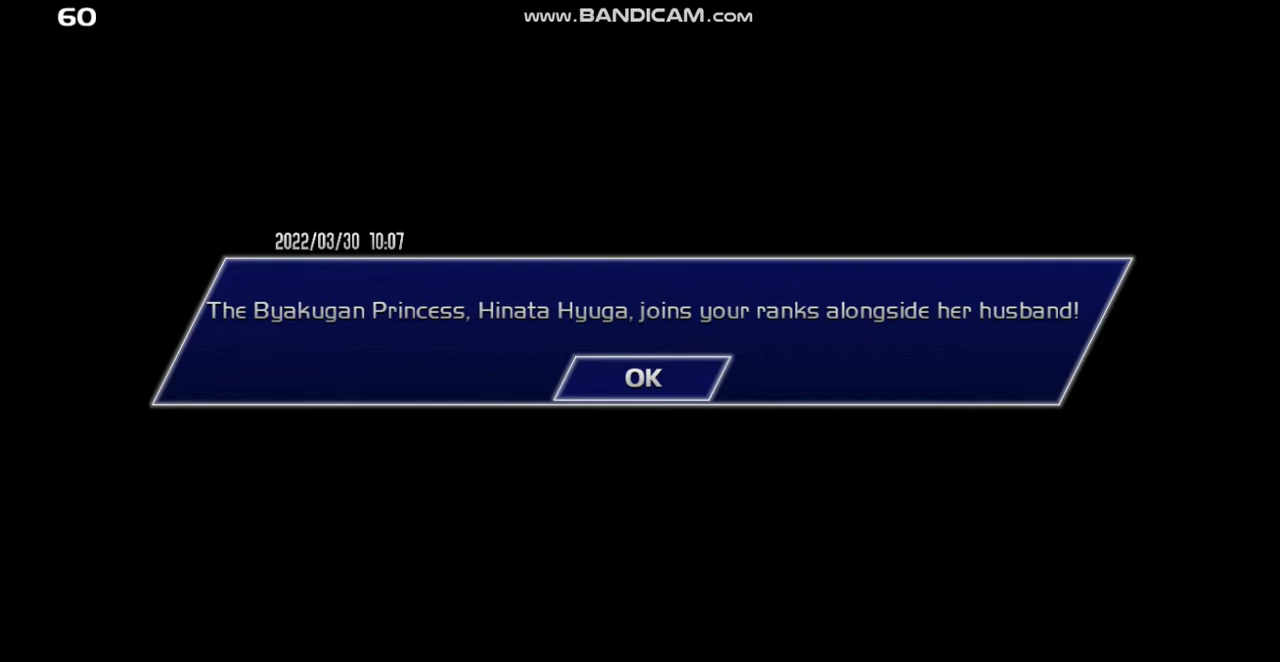 60
www.BANDICAM.com
2022/03/30 10:07
The Byakugan Princess, Hinata Hyuga, joins your ranks alongside her husband!
OK